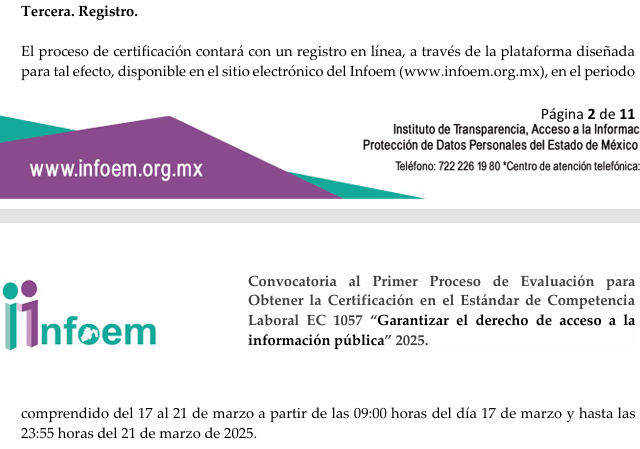 Tercera. Registro.
El proceso de certificación contará con un registro en línea, a través de la plataforma diseñada
para tal efecto, disponible en el sitio electrónico del Infoem (www.infoem.org.mx), en el periodo
Página 2 de 11
Instituto de Transparencia, Acceso a la Informac
Protección de Datos Personales del Estado de México
Teléfono: 722 226 19 80 *Centro de atención telefónica:
www.infoem.org.mx
infoem
Convocatoria al Primer Proceso de Evaluación para
Obtener la Certificación en el Estándar de Competencia
Laboral EC 1057 “Garantizar el derecho de acceso a la
información pública” 2025.
comprendido del 17 al 21 de marzo a partir de las 09:00 horas del día 17 de marzo y hasta las
23:55 horas del 21 de marzo de 2025.